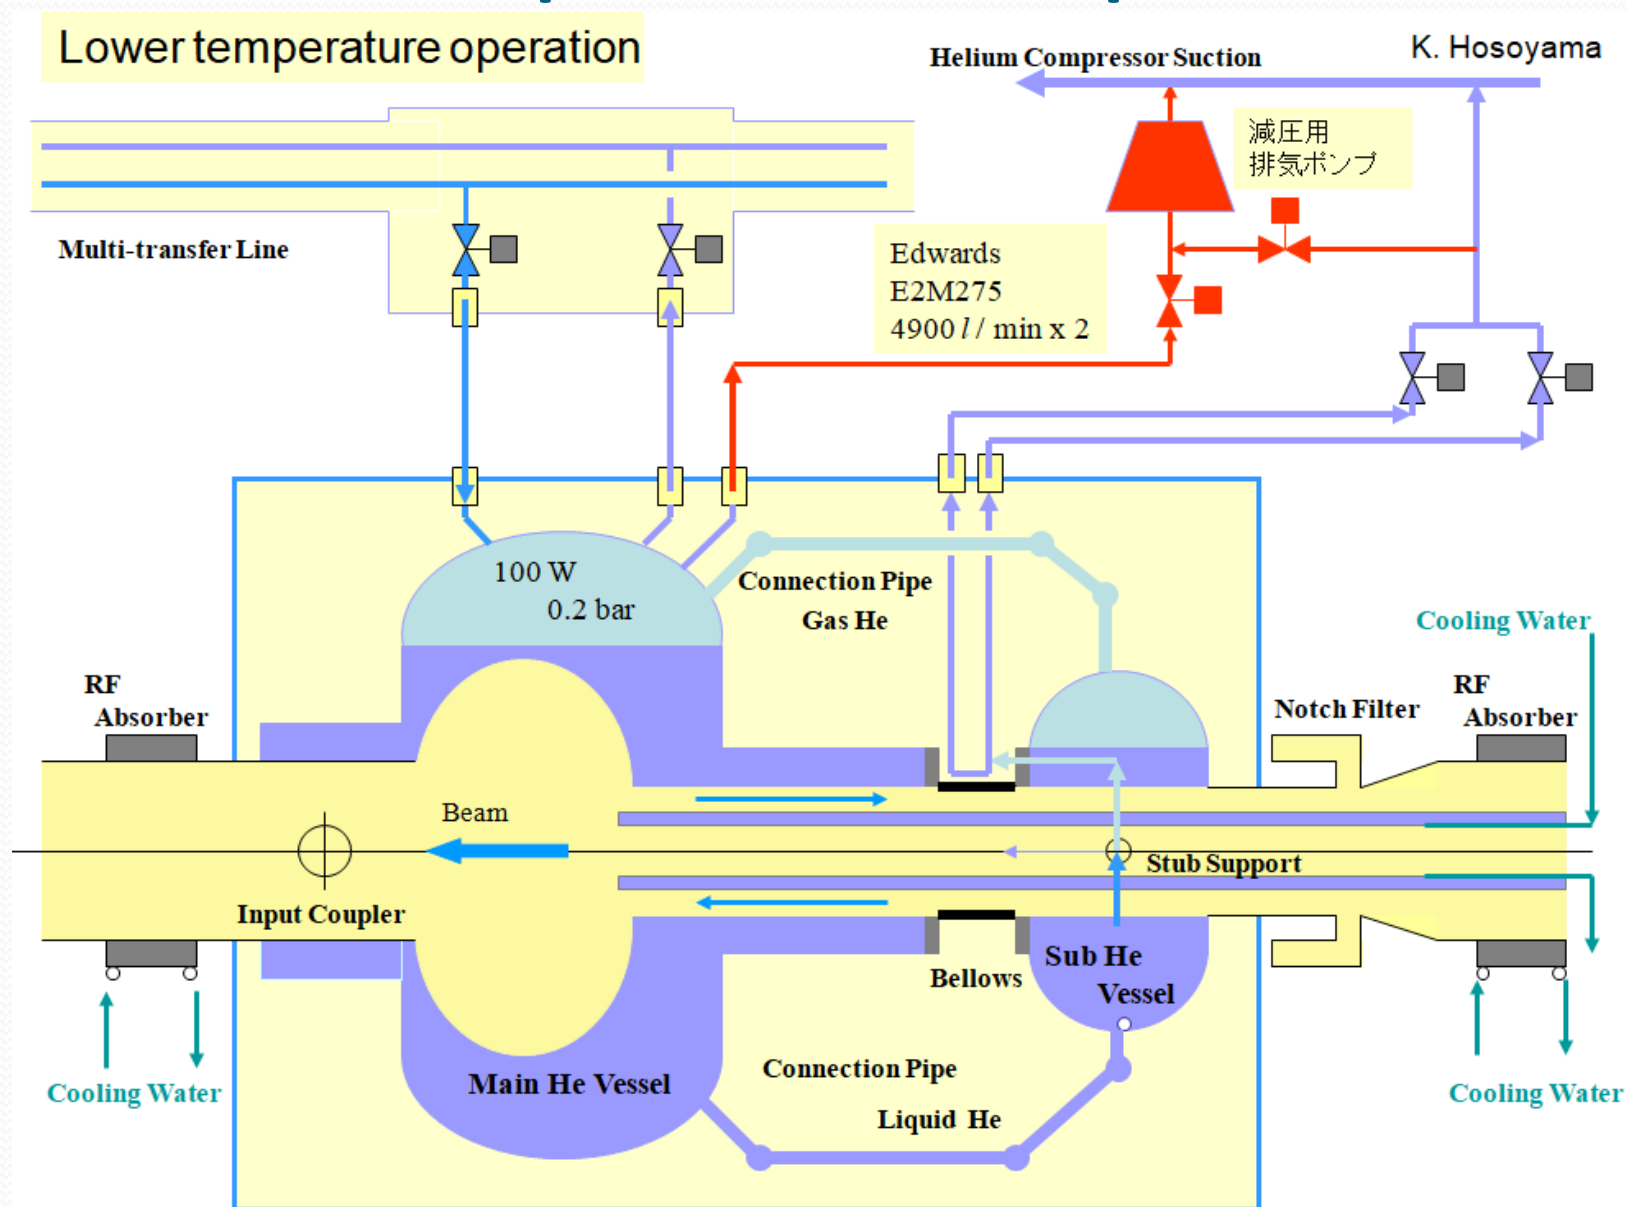 Lower temperature operation
Helium Compressor Suction
K. Hosoyama
減圧用
排気ポンプ
Multi-transfer Line
Edwards
E2M275
4900 l / min x 2
100 W
0.2 bar
Connection Pipe
Gas He
Cooling Water
RF
Absorber
Notch Filter
RF
Absorber
Beam
Stub Support
Input Coupler
Sub He
Vessel
Bellows
Main He Vessel
Connection Pipe
Liquid He
Cooling Water
Cooling Water